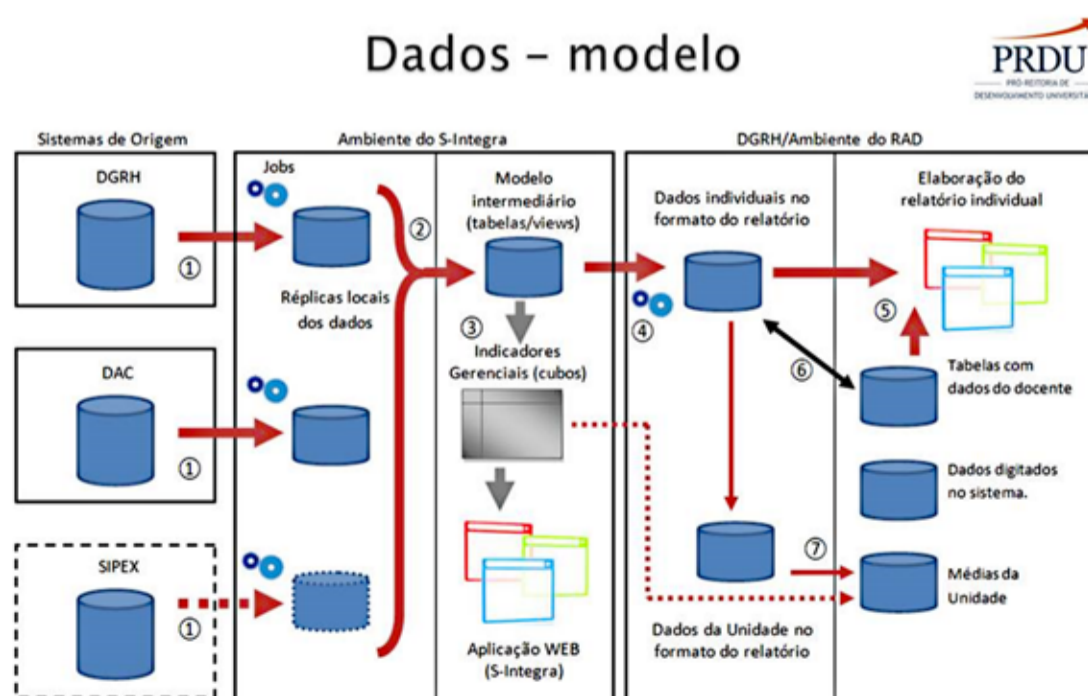 Dados – modelo
PRDU
PRÓ-REITORIA DE
DESENVOLVIMENTO
Sistemas de Origem
Ambiente do S-Integra
DGRH/Ambiente do RAD
DGRH
①
DAC
①
SIPEX
①
Jobs
②
Réplicas locais
dos dados
Modelo
intermediário
(tabelas/views)
③
Indicadores
Gerenciais (cubos)
Aplicação WEB
(S-Integra)
Dados individuais no
formato do relatório
④
⑥
⑦
Dados da Unidade no
formato do relatório
Elaboração do
relatório individual
⑤
Tabelas com
dados do docente
Dados digitados
no sistema.
Médias da
Unidade